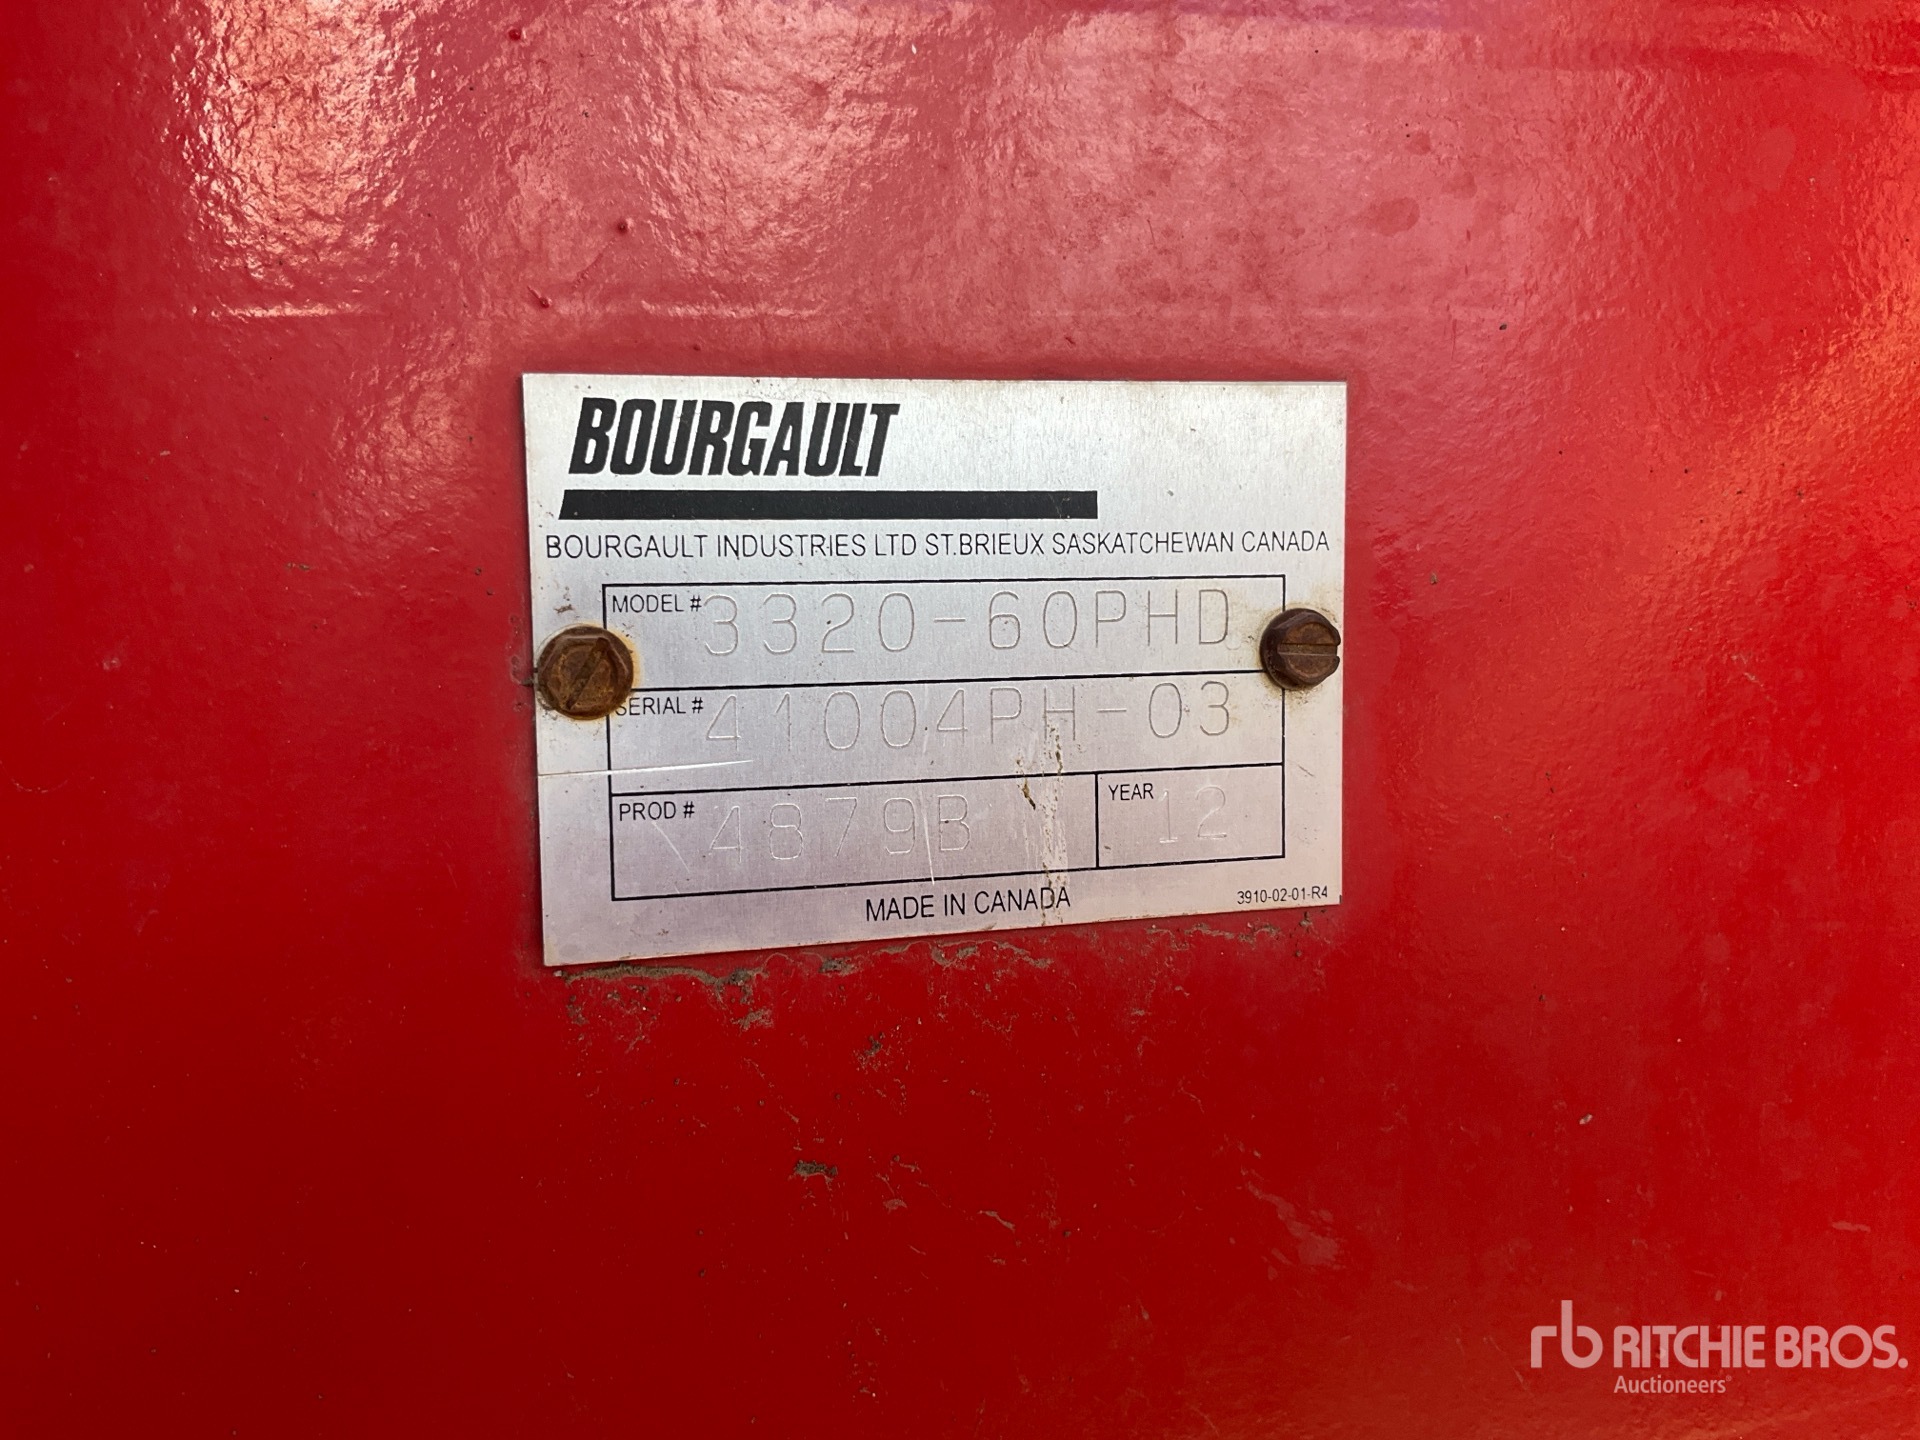 BOURGAULT
BOURGAULT INDUSTRIES LTD ST.BRIEUX SASKATCHEWAN CANADA
MODEL # 3320-60PHD
SERIAL # 41004PH-03
PROD # 4879B YEAR 12
MADE IN CANADA 3910-02-01-R4
rb RITCHIE BROS.
Auctioneers